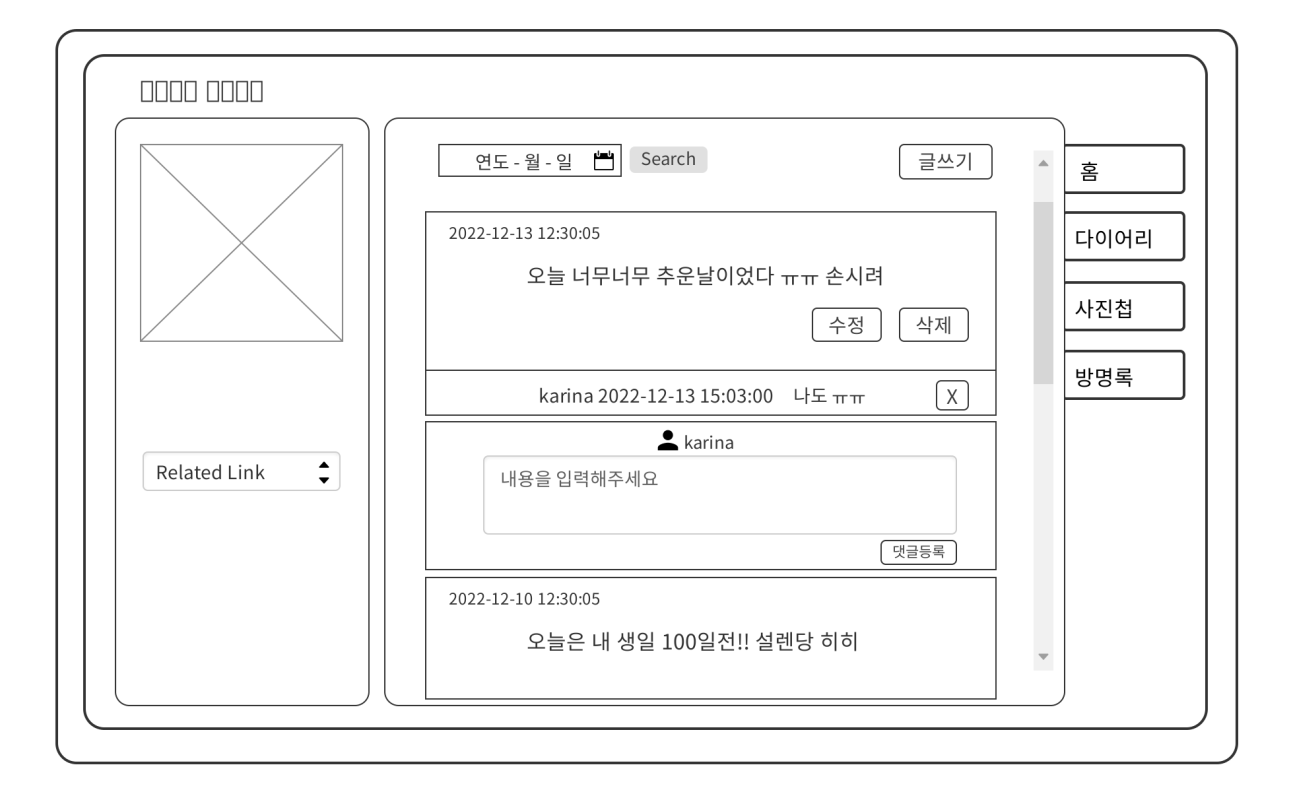 연도 - 월 - 일
Search
글쓰기
홈
다이어리
사진첩
방명록
2022-12-13 12:30:05
오늘 너무너무 추운날이었다 ㅠㅠ 손시려
수정
삭제
karina 2022-12-13 15:03:00 나도 ㅠㅠ
X
karina
내용을 입력해주세요
댓글등록
Related Link
2022-12-10 12:30:05
오늘은 내 생일 100일전!! 설렌당 히히